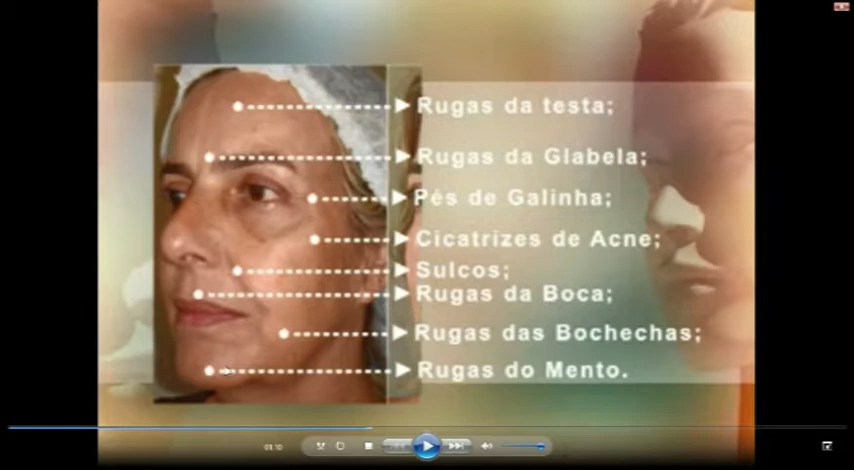 Rugas da testa;
Rugas da Glabela;
Pés de Galinha;
Cicatrizes de Acne;
Sulcos;
Rugas da Boca;
Rugas das Bochechas;
Rugas do Mento.
01:10